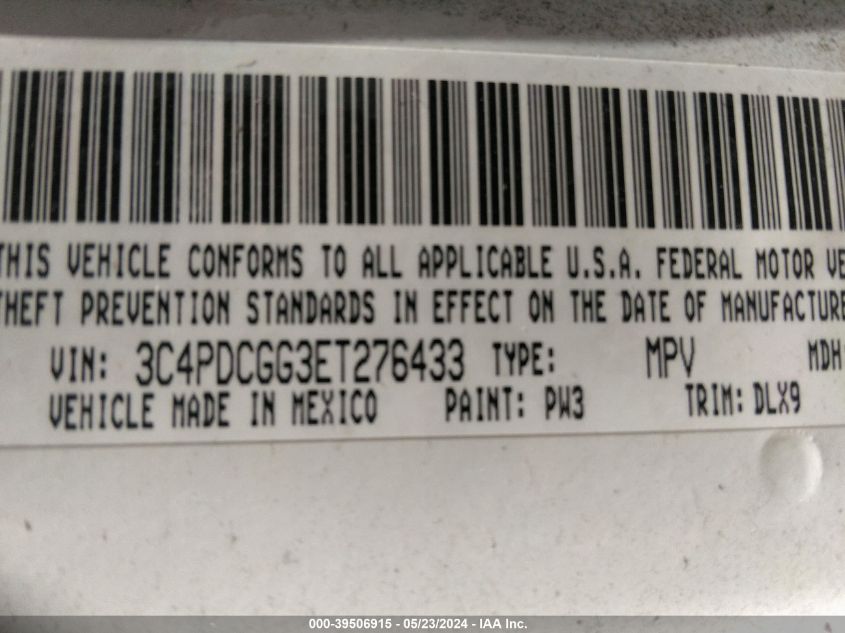 THIS VEHICLE CONFORMS TO ALL APPLICABLE U.S.A. FEDERAL MOTOR VE
THEFT PREVENTION STANDARDS IN EFFECT ON THE DATE OF MANUFACTURE
VIN: 3C4PDCGG3ET276433 TYPE: MPV MDH
VEHICLE MADE IN MEXICO PAINT: PW3 TRIM: DLX9
000-39506915 - 05/23/2024 - IAA Inc.